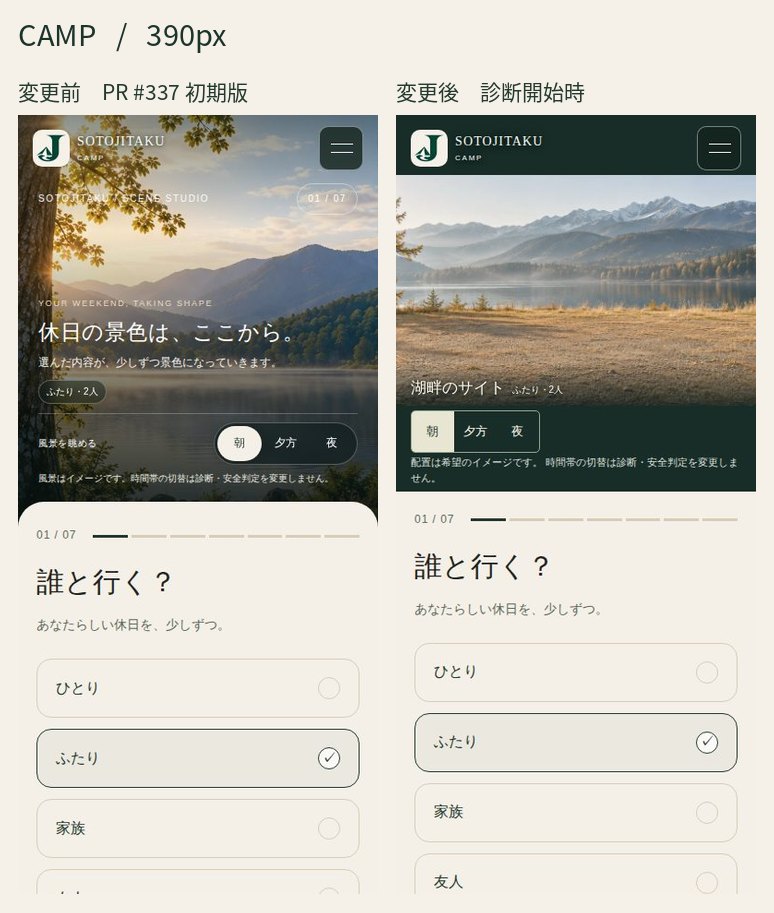 CAMP / 390px
変更前 PR #337 初期版
SOTOJITAKU
CAMP
SOTOJITAKU / SCENE STUDIO
01 / 07
YOUR WEEKEND, TAKING SHAPE
休日の景色は、ここから。
選んだ内容が、少しずつ景色になっていきます。
ふたり・2人
風景を眺める
朝 夕方 夜
風景はイメージです。時間帯の切替は診断・安全判定を変更しません。
01 / 07
誰と行く？
あなたらしい休日を、少しずつ。
ひとり
ふたり
家族
変更後 診断開始時
SOTOJITAKU
CAMP
湖畔のサイト ふたり・2人
朝 夕方 夜
配置は希望のイメージです。 時間帯の切替は診断・安全判定を変更しま
せん。
01 / 07
誰と行く？
あなたらしい休日を、少しずつ。
ひとり
ふたり
家族
友人